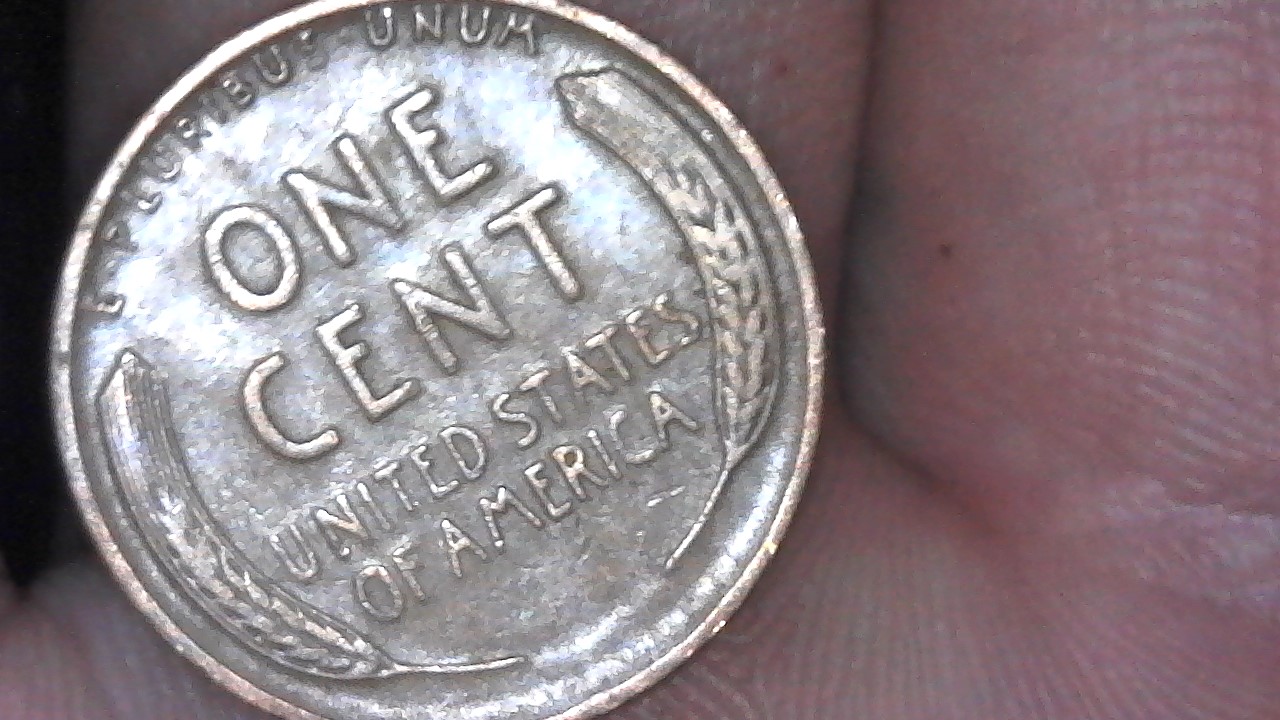 E PLURIBUS UNUM
ONE
CENT
UNITED STATES
OF AMERICA